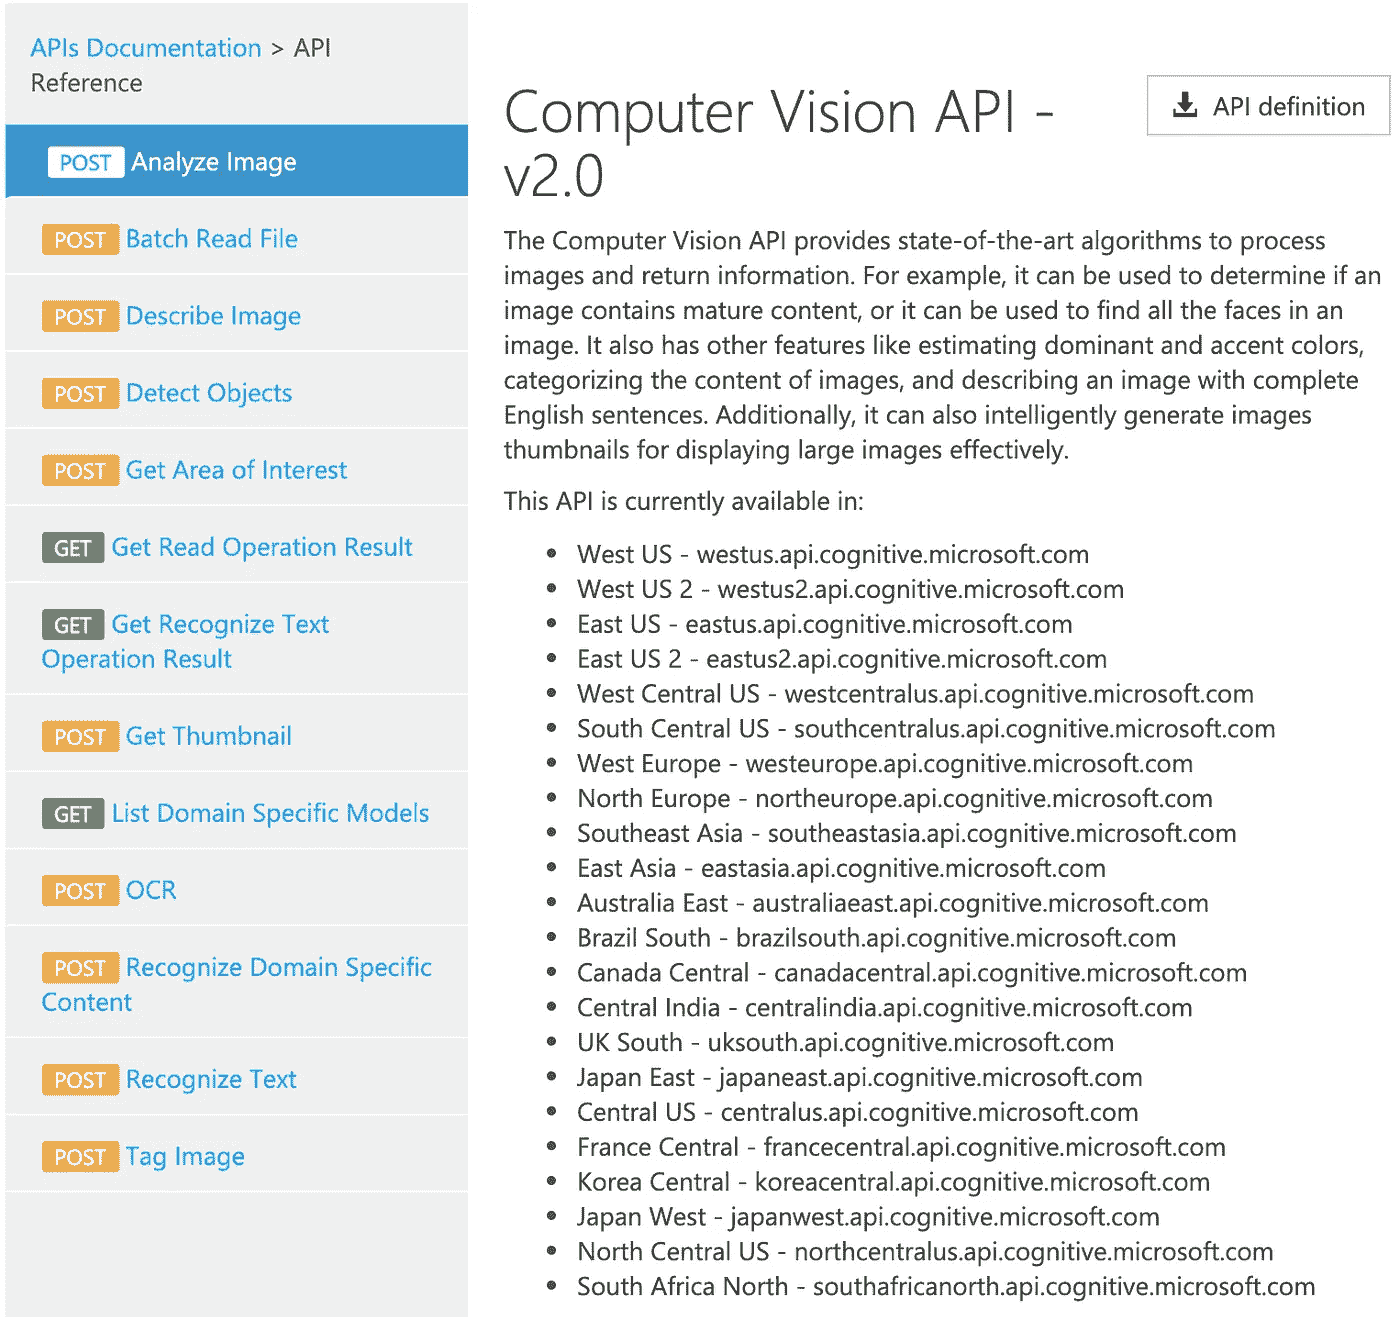 APIs Documentation > API
Reference
POST Analyze Image
POST Batch Read File
POST Describe Image
POST Detect Objects
POST Get Area of Interest
GET Get Read Operation Result
GET Get Recognize Text
Operation Result
POST Get Thumbnail
GET List Domain Specific Models
POST OCR
POST Recognize Domain Specific
Content
POST Recognize Text
POST Tag Image
Computer Vision API -
v2.0
API definition
The Computer Vision API provides state-of-the-art algorithms to process
images and return information. For example, it can be used to determine if an
image contains mature content, or it can be used to find all the faces in an
image. It also has other features like estimating dominant and accent colors,
categorizing the content of images, and describing an image with complete
English sentences. Additionally, it can also intelligently generate images
thumbnails for displaying large images effectively.
This API is currently available in:
• West US - westus.api.cognitive.microsoft.com
• West US 2 - westus2.api.cognitive.microsoft.com
• East US - eastus.api.cognitive.microsoft.com
• East US 2 - eastus2.api.cognitive.microsoft.com
• West Central US - westcentralus.api.cognitive.microsoft.com
• South Central US - southcentralus.api.cognitive.microsoft.com
• West Europe - westeurope.api.cognitive.microsoft.com
• North Europe - northeurope.api.cognitive.microsoft.com
• Southeast Asia - southeastasia.api.cognitive.microsoft.com
• East Asia - eastasia.api.cognitive.microsoft.com
• Australia East - australiaeast.api.cognitive.microsoft.com
• Brazil South - brazilsouth.api.cognitive.microsoft.com
• Canada Central - canadacentral.api.cognitive.microsoft.com
• Central India - centralindia.api.cognitive.microsoft.com
• UK South - uksouth.api.cognitive.microsoft.com
• Japan East - japaneast.api.cognitive.microsoft.com
• Central US - centralus.api.cognitive.microsoft.com
• France Central - francecentral.api.cognitive.microsoft.com
• Korea Central - koreacentral.api.cognitive.microsoft.com
• Japan West - japanwest.api.cognitive.microsoft.com
• North Central US - northcentralus.api.cognitive.microsoft.com
• South Africa North - southafricanorth.api.cognitive.microsoft.com